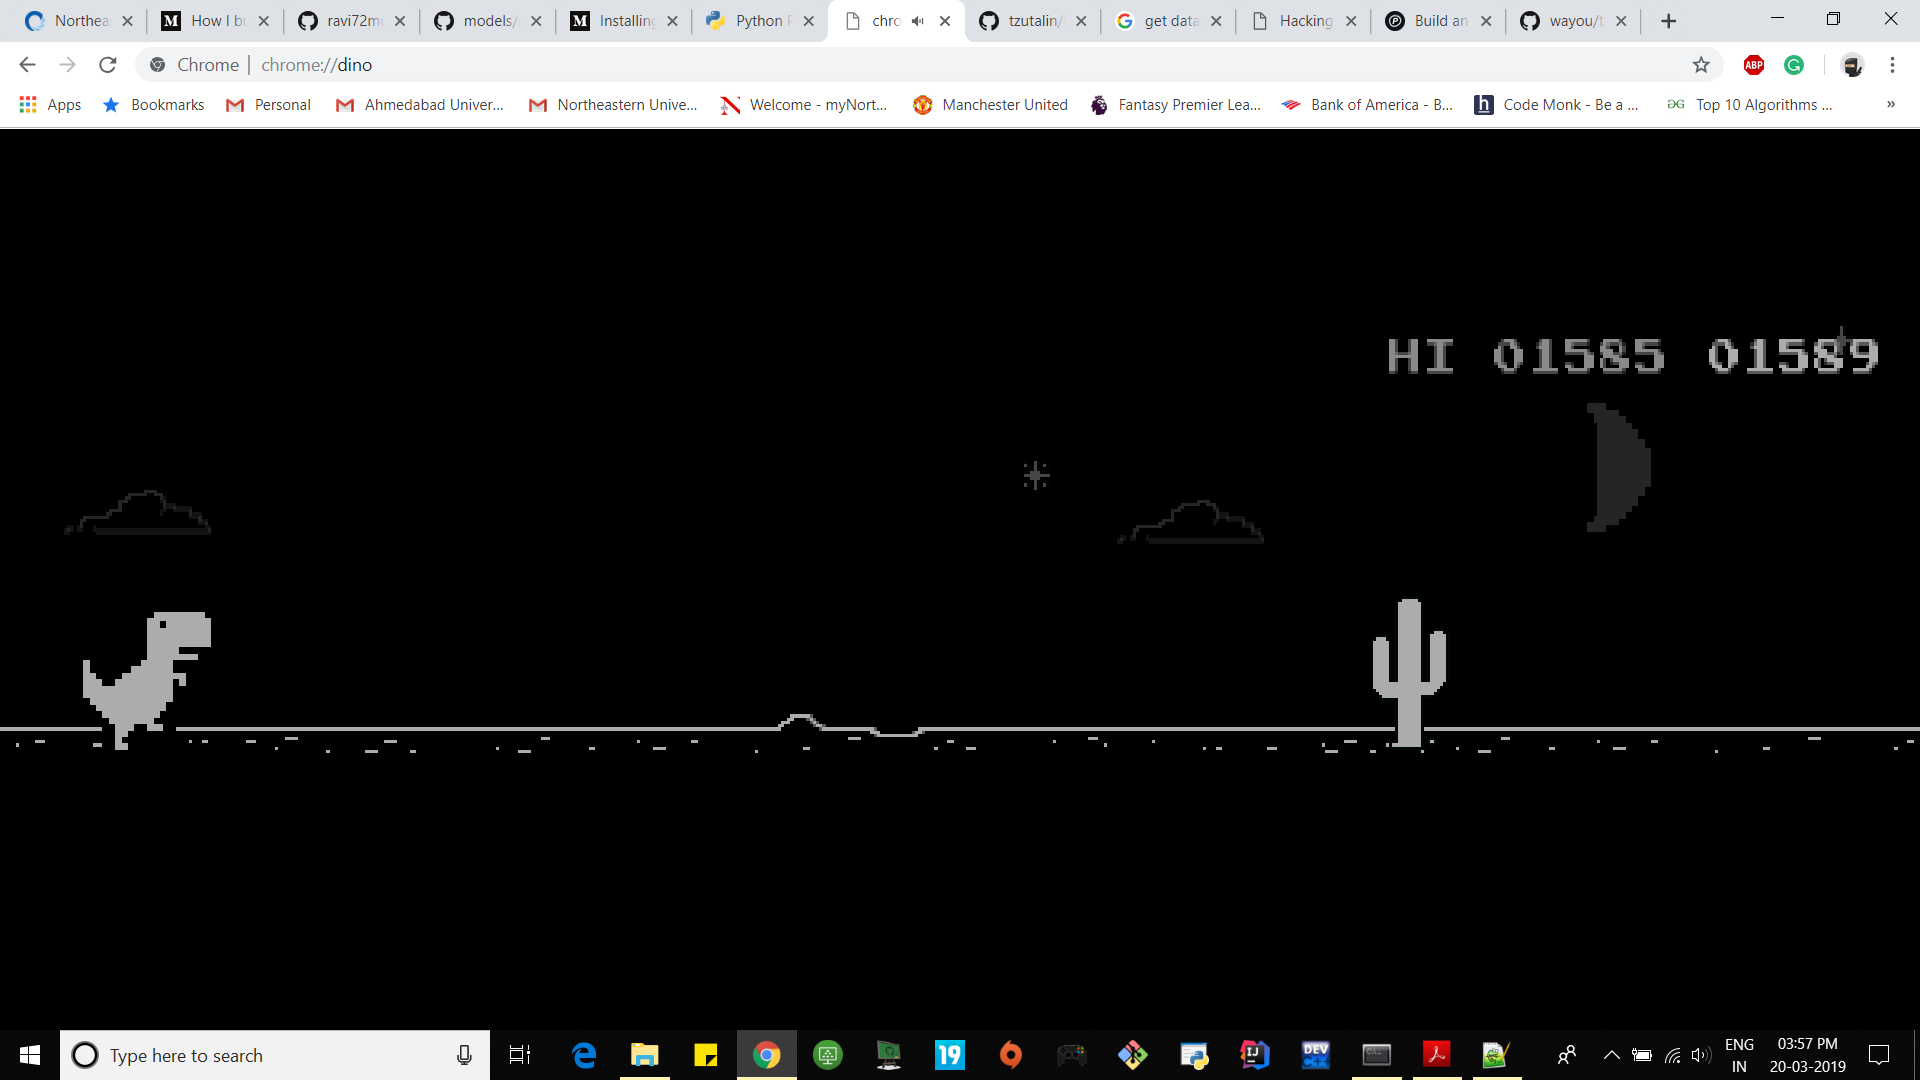 Northea
How I bu
ravi72m
models/
Installing
Python
chro
tzutalin/
get data
Hacking
Build an
wayou/t
Chrome | chrome://dino
Apps
Bookmarks
Personal
Ahmedabad Univer...
Northeastern Unive...
Welcome - myNort...
Manchester United
Fantasy Premier Lea...
Bank of America - B...
Code Monk - Be a ...
Top 10 Algorithms ...
HI 01585 01589
Type here to search
ENG
IN
03:57 PM
20-03-2019